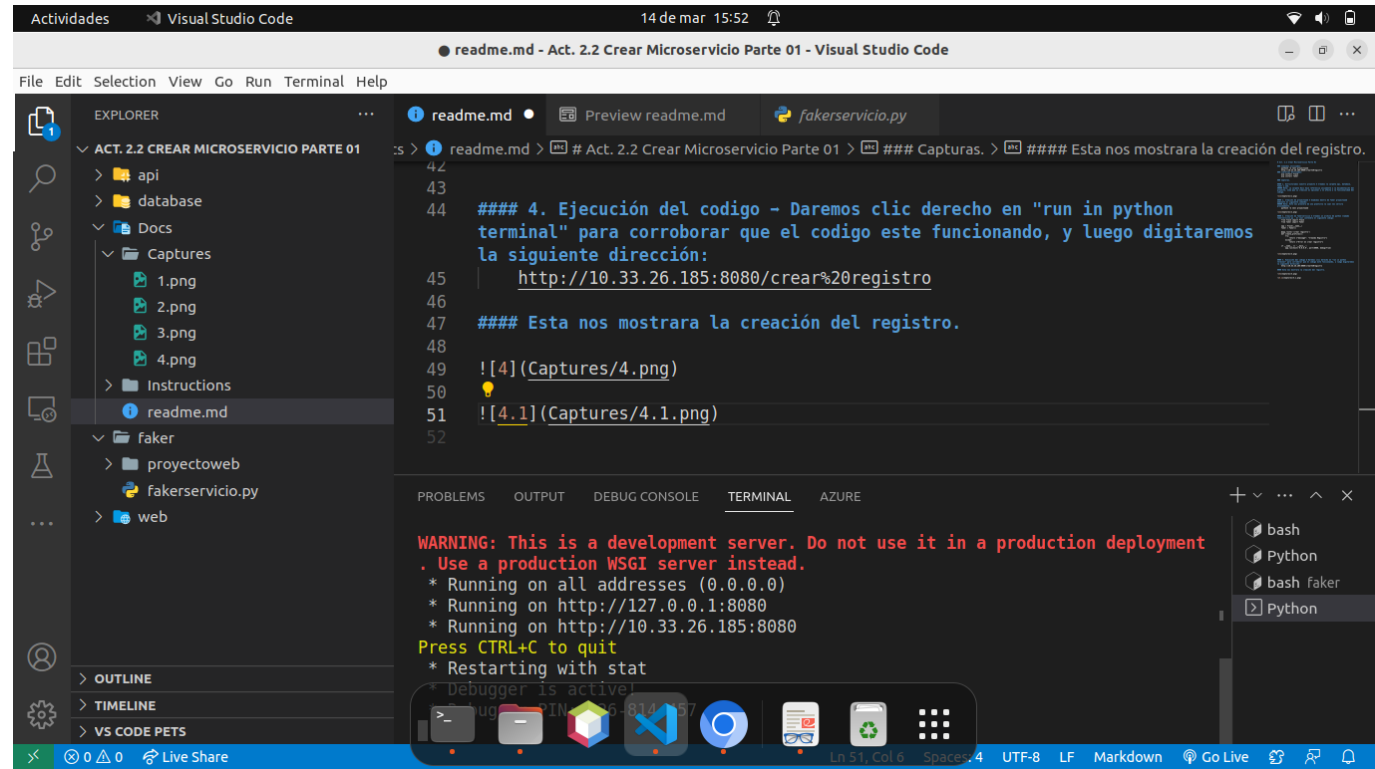 Actividades
Visual Studio Code
14 de mar 15:52
readme.md - Act. 2.2 Crear Microservicio Parte 01 - Visual Studio Code
File Edit Selection View Go Run Terminal Help
EXPLORER
ACT. 2.2 CREAR MICROSERVICIO PARTE 01
api
database
Docs
Captures
1.png
2.png
3.png
4.png
Instructions
readme.md
faker
proyectoweb
fakerservicio.py
web
OUTLINE
TIMELINE
VS CODE PETS
1
readme.md
Preview readme.md
fakerservicio.py
cs > readme.md > # Act. 2.2 Crear Microservicio Parte 01 > ### Capturas. > #### Esta nos mostrara la creación del registro.
42
43
44 #### 4. Ejecución del codigo - Daremos clic derecho en "run in python
terminal" para corroborar que el codigo este funcionando, y luego digitaremos
la siguiente dirección:
45 http://10.33.26.185:8080/crear%20registro
46
47 #### Esta nos mostrara la creación del registro.
48
49 ![4](Captures/4.png)
50
51 ![4.1](Captures/4.1.png)
52
PROBLEMS OUTPUT DEBUG CONSOLE TERMINAL AZURE
WARNING: This is a development server. Do not use it in a production deployment
. Use a production WSGI server instead.
* Running on all addresses (0.0.0.0)
* Running on http://127.0.0.1:8080
* Running on http://10.33.26.185:8080
Press CTRL+C to quit
* Restarting with stat
* Debugger is active!
bash
Python
bash faker
Python
0 0 Live Share
Ln 51, Col 6 Spaces: 4 UTF-8 LF Markdown Go Live